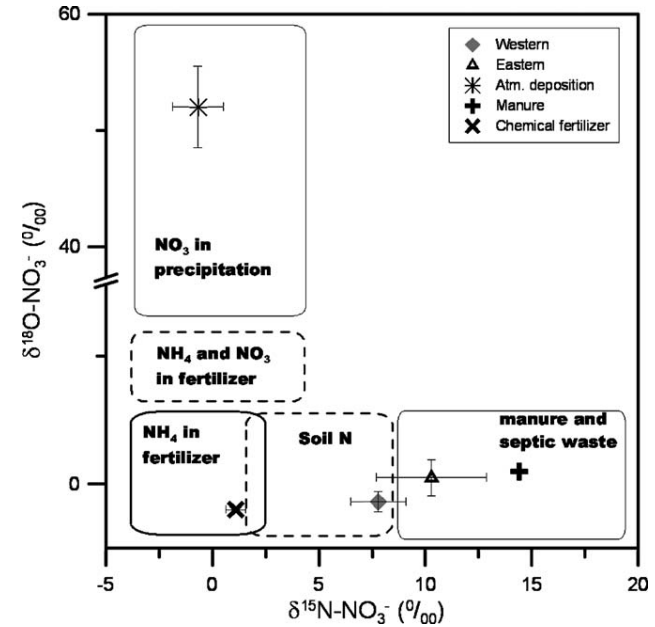 60
Western
Eastern
Atm. deposition
Manure
Chemical fertilizer
δ¹⁸O-NO₃⁻ (⁰/₀₀)
40
NO₃ in
precipitation
NH₄ and NO₃
in fertilizer
NH₄ in
fertilizer
Soil N
manure and
septic waste
0
-5
0
5
10
15
20
δ¹⁵N-NO₃⁻ (⁰/₀₀)